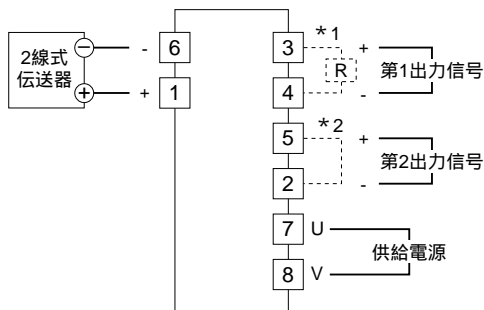 2線式
伝送器
−
+
- 6
+ 1
3 *1 +
R
4 -
第1出力信号
5 *2 +
2 -
第2出力信号
7 U
8 V
供給電源